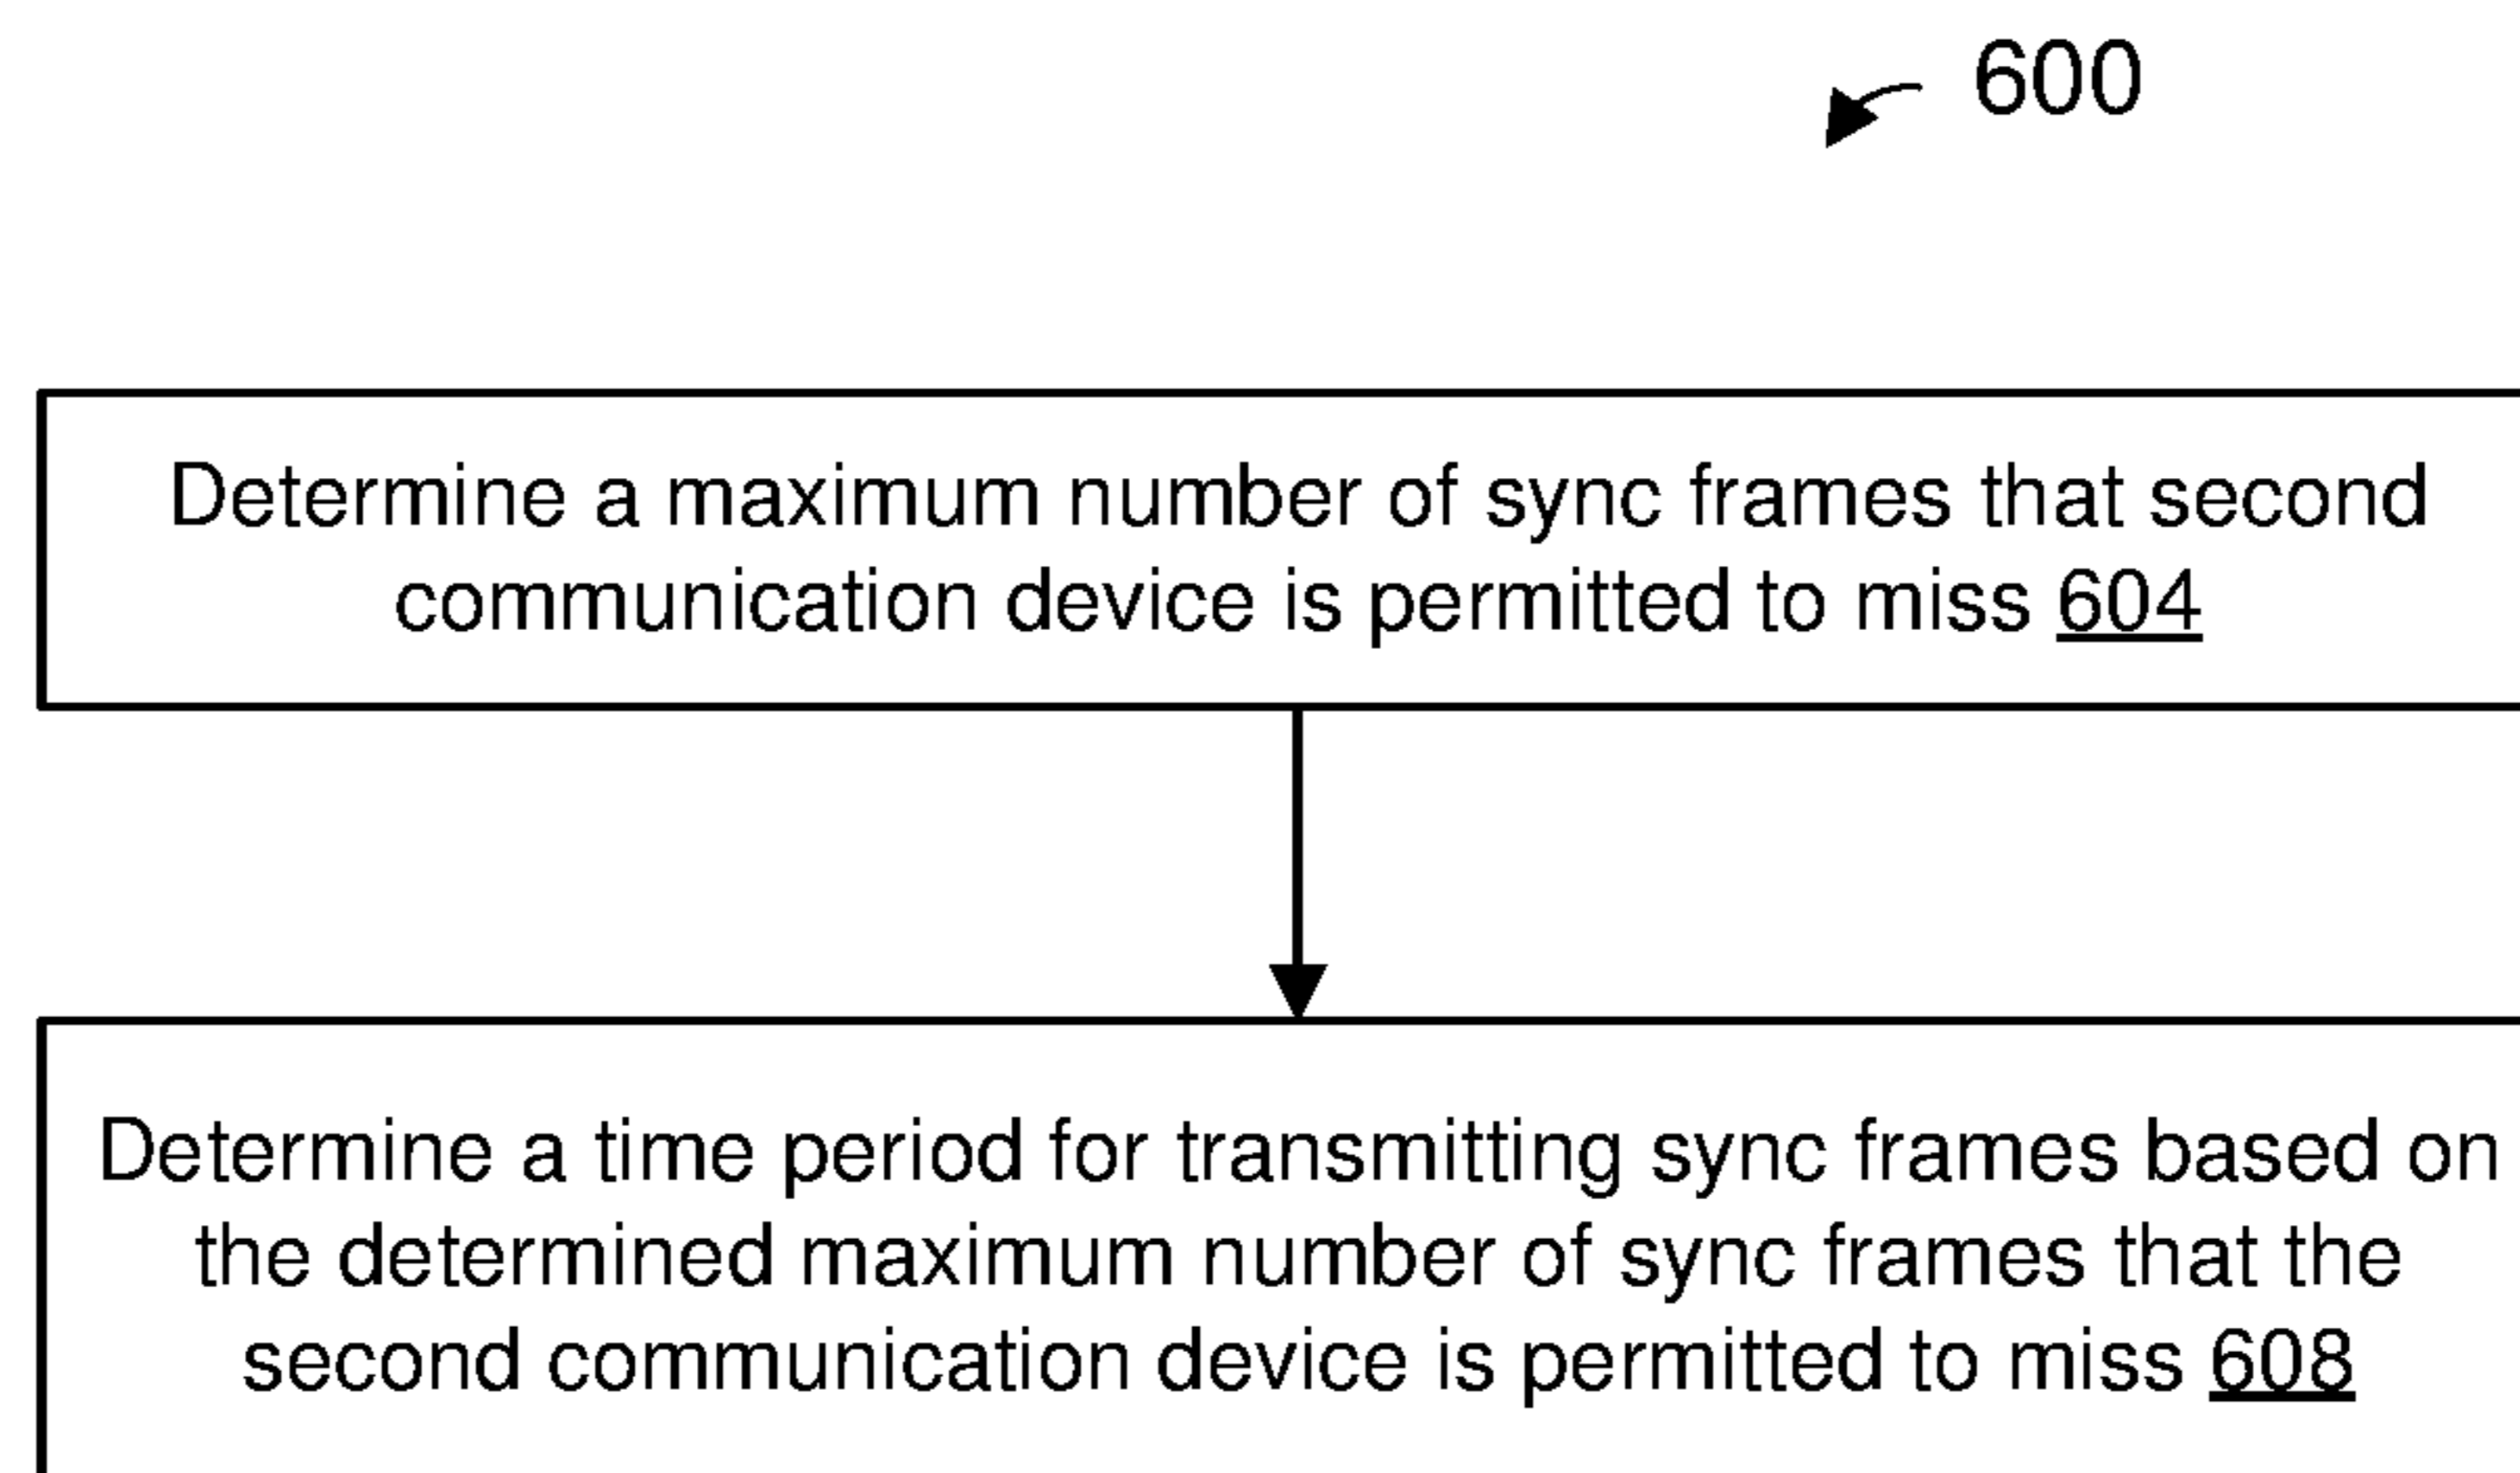 600
Determine a maximum number of sync frames that second
communication device is permitted to miss 604
Determine a time period for transmitting sync frames based on
the determined maximum number of sync frames that the
second communication device is permitted to miss 608